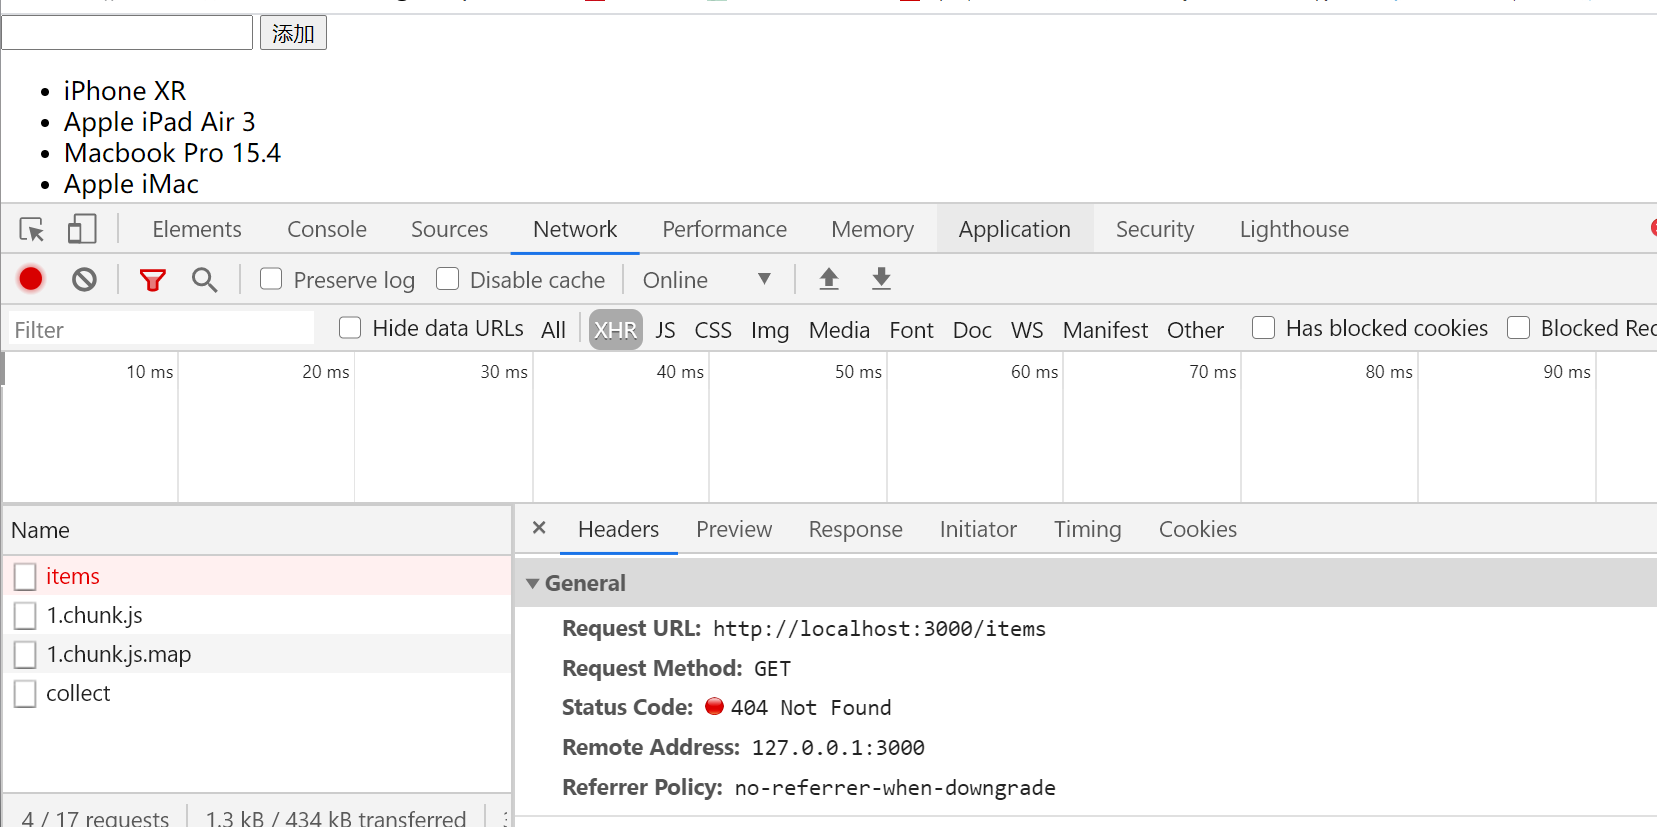 添加
iPhone XR
Apple iPad Air 3
Macbook Pro 15.4
Apple iMac
Elements Console Sources Network Performance Memory Application Security Lighthouse
Preserve log Disable cache Online
Filter Hide data URLs All XHR JS CSS Img Media Font Doc WS Manifest Other Has blocked cookies Blocked Rec
10 ms 20 ms 30 ms 40 ms 50 ms 60 ms 70 ms 80 ms 90 ms
Name
items
1.chunk.js
1.chunk.js.map
collect
4 / 17 requests 1.3 kB / 434 kB transferred
Headers Preview Response Initiator Timing Cookies
General
Request URL: http://localhost:3000/items
Request Method: GET
Status Code: 404 Not Found
Remote Address: 127.0.0.1:3000
Referrer Policy: no-referrer-when-downgrade